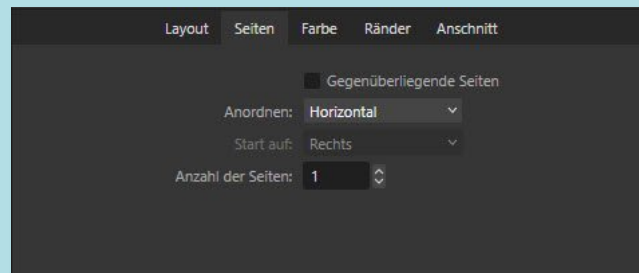 Layout Seiten Farbe Ränder Anschnitt
Gegenüberliegende Seiten
Anordnen: Horizontal
Start auf: Rechts
Anzahl der Seiten: 1